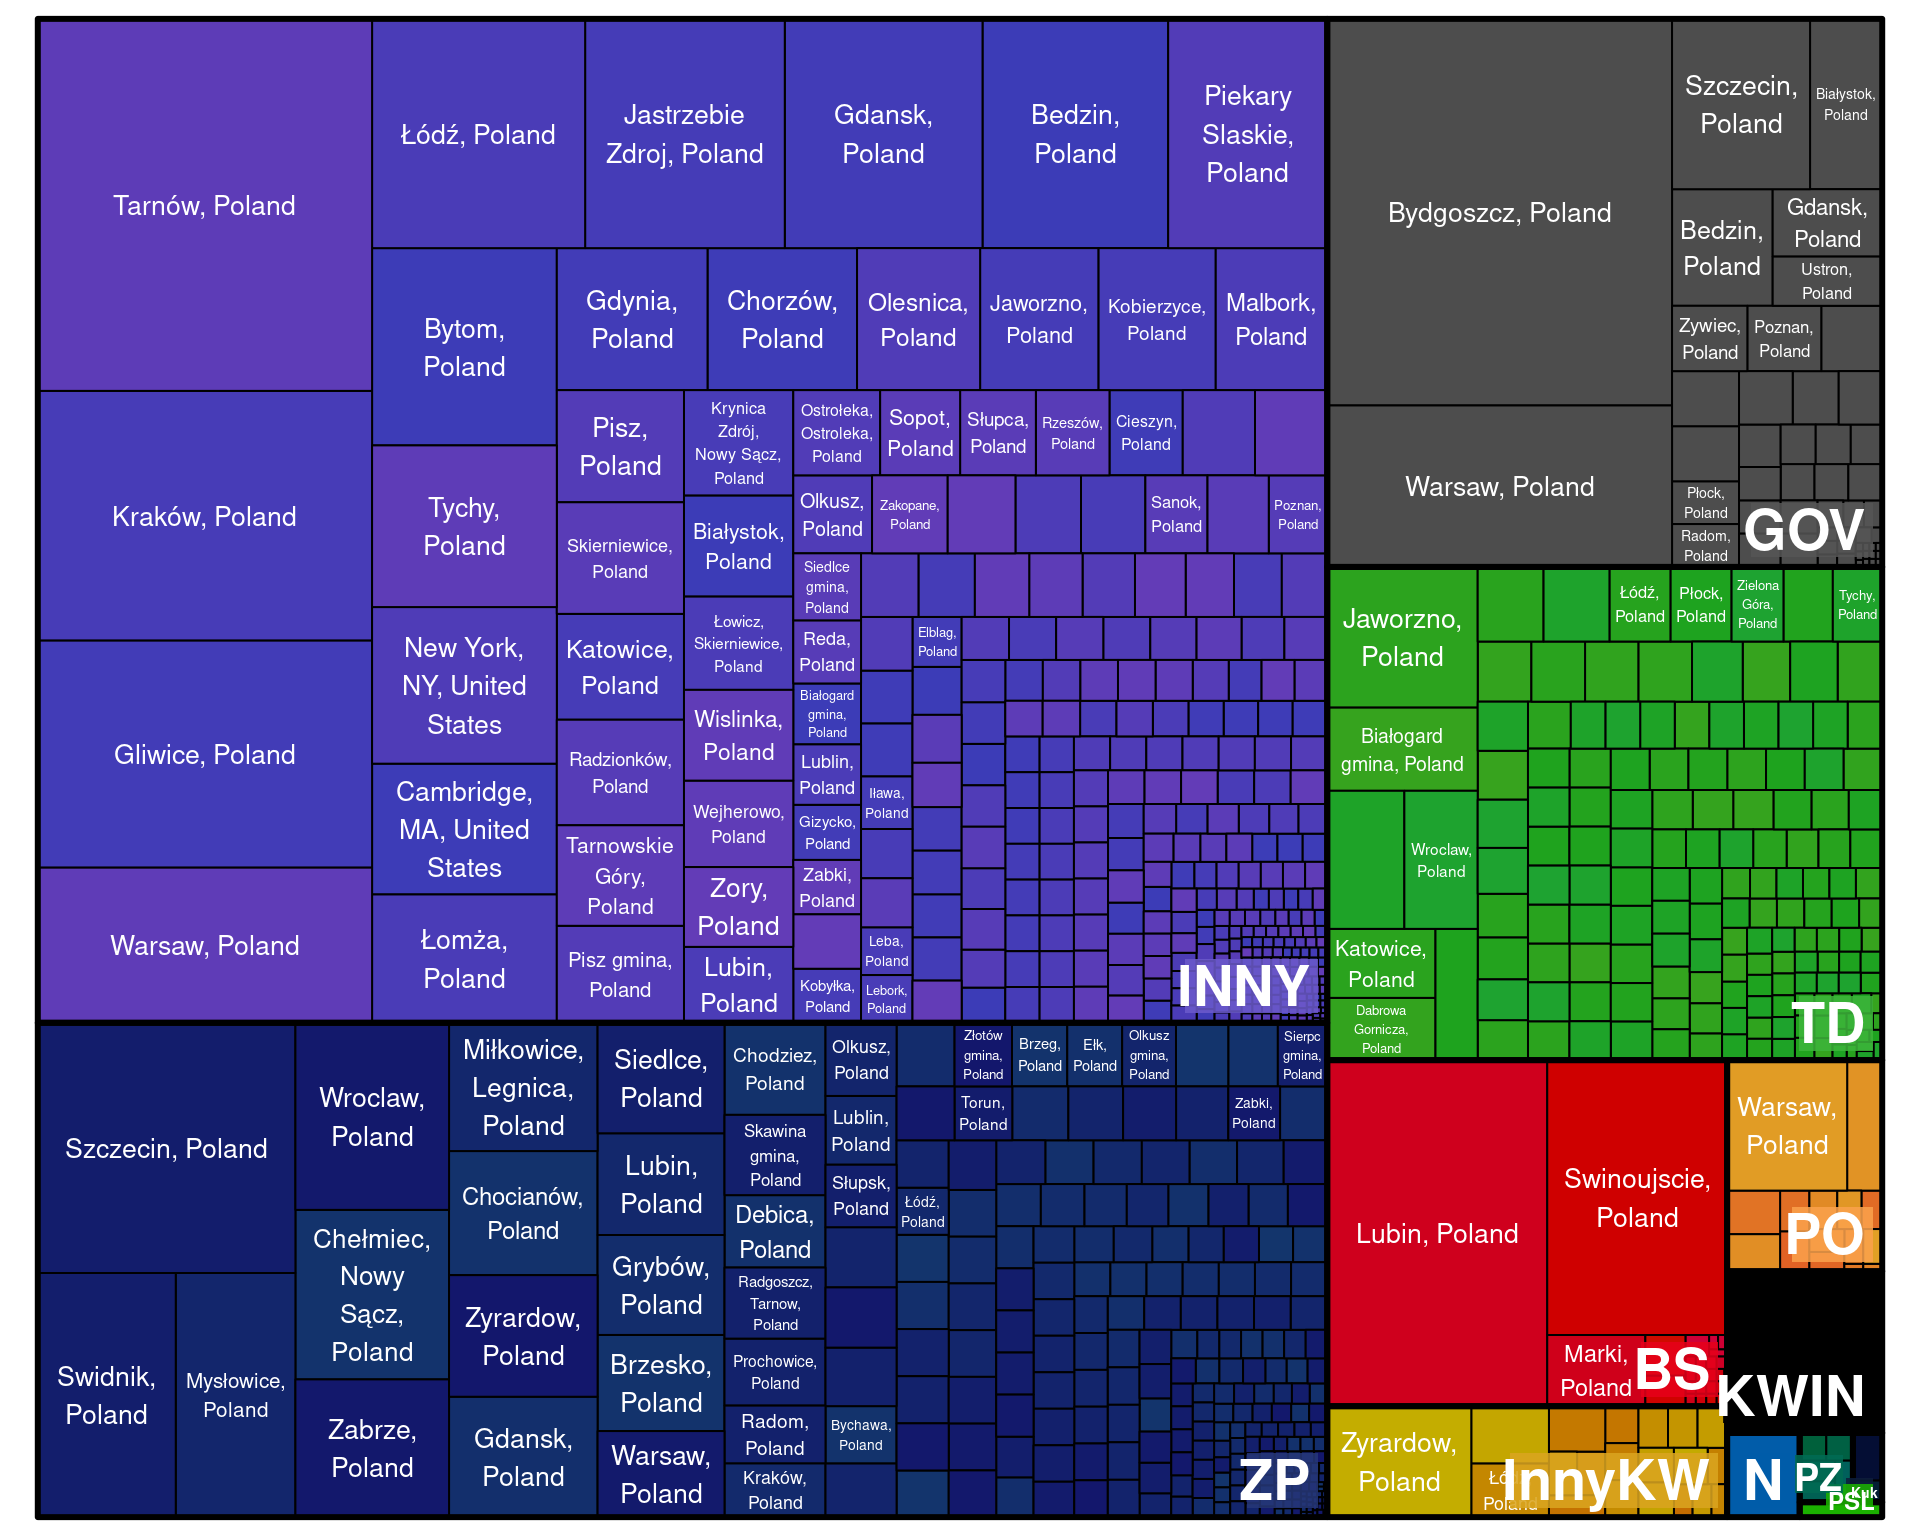 Tarnów, Poland
Kraków, Poland
Gliwice, Poland
Warsaw, Poland
Łódź, Poland
Jastrzebie
Zdroj, Poland
Gdansk,
Poland
Bedzin,
Poland
Piekary
Slaskie,
Poland
Bytom,
Poland
Tychy,
Poland
New York,
NY, United
States
Cambridge,
MA, United
States
Łomża,
Poland
Gdynia,
Poland
Chorzów,
Poland
Olesnica,
Poland
Jaworzno,
Poland
Kobierzyce,
Poland
Malbork,
Poland
Pisz,
Poland
Skierniewice,
Poland
Katowice,
Poland
Radzionków,
Poland
Tarnowskie
Góry,
Poland
Pisz gmina,
Poland
Krynica
Zdrój,
Nowy Sącz,
Poland
Białystok,
Poland
Łowicz,
Skierniewice,
Poland
Wislinka,
Poland
Wejherowo,
Poland
Zory,
Poland
Lubin,
Poland
Ostrołeka,
Ostroleka,
Poland
Sopot,
Poland
Słupca,
Poland
Rzeszów,
Poland
Cieszyn,
Poland
Olkusz,
Poland
Zakopane,
Poland
Sanok,
Poland
Poznan,
Poland
Siedlce
gmina,
Poland
Reda,
Poland
Białogard
gmina,
Poland
Lublin,
Poland
Gizycko,
Poland
Zabki,
Poland
Kobyłka,
Poland
Elblag,
Poland
Iława,
Poland
Leba,
Poland
Lebork,
Poland
INNY
Bydgoszcz, Poland
Warsaw, Poland
Szczecin,
Poland
Białystok,
Poland
Bedzin,
Poland
Gdansk,
Poland
Ustron,
Poland
Zywiec,
Poland
Poznan,
Poland
Płock,
Poland
Radom,
Poland
GOV
Jaworzno,
Poland
Białogard
gmina, Poland
Wroclaw,
Poland
Katowice,
Poland
Dabrowa
Gornicza,
Poland
Łódź,
Poland
Płock,
Poland
Zielona
Góra,
Poland
Tychy,
Poland
TD
Szczecin, Poland
Swidnik,
Poland
Mysłowice,
Poland
Wroclaw,
Poland
Chełmiec,
Nowy
Sącz,
Poland
Zabrze,
Poland
Miłkowice,
Legnica,
Poland
Chocianów,
Poland
Zyrardow,
Poland
Gdansk,
Poland
Siedlce,
Poland
Lubin,
Poland
Grybów,
Poland
Brzesko,
Poland
Warsaw,
Poland
Chodziez,
Poland
Skawina
gmina,
Poland
Debica,
Poland
Radgoszcz,
Tarnow,
Poland
Prochowice,
Poland
Radom,
Poland
Kraków,
Poland
Olkusz,
Poland
Lublin,
Poland
Słupsk,
Poland
Bychawa,
Poland
Złotów
gmina,
Poland
Brzeg,
Poland
Ełk,
Poland
Olkusz
gmina,
Poland
Sierpc
gmina,
Poland
Torun,
Poland
Zabki,
Poland
Łódź,
Poland
ZP
Lubin, Poland
Swinoujscie,
Poland
Marki,
Poland
BS
Warsaw,
Poland
PO
KWIN
Zyrardow,
Poland
Poland
InnyKW
N
PZ
PSL
Kuk